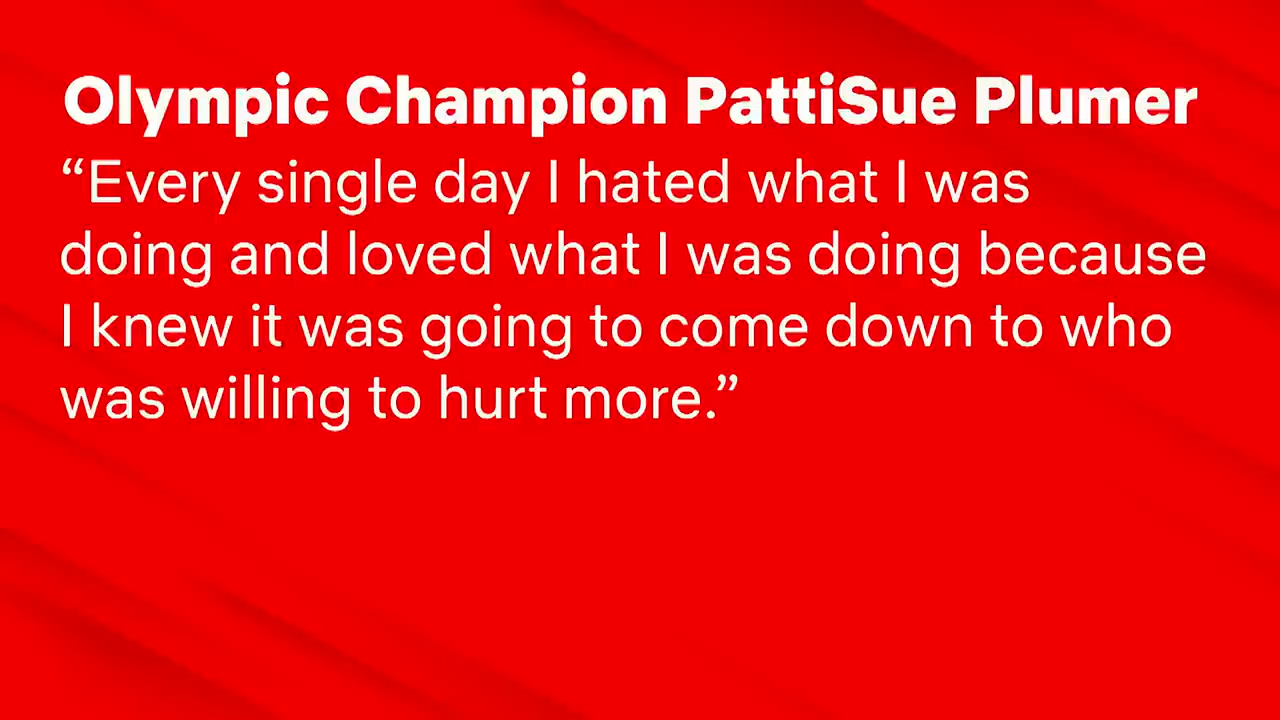 Olympic Champion PattiSue Plumer
“Every single day I hated what I was
doing and loved what I was doing because
I knew it was going to come down to who
was willing to hurt more.”